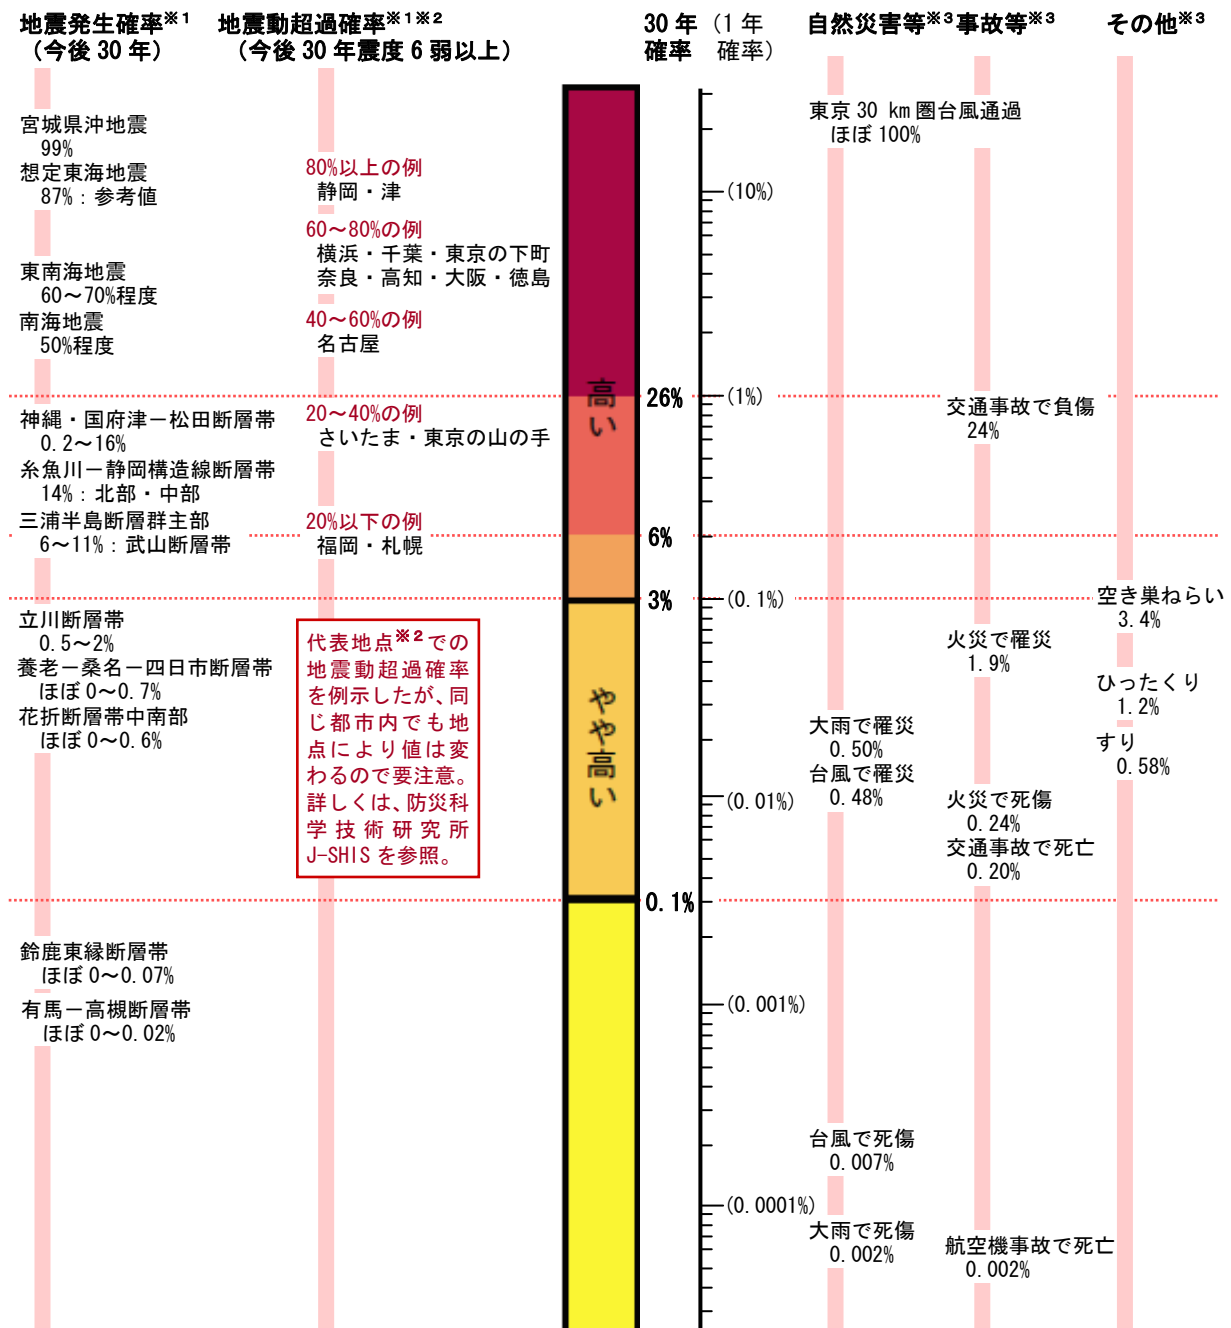 地震発生確率※1
（今後 30 年）
地震動超過確率※1※2
（今後 30 年震度 6 弱以上）
30 年
確率
（1 年
確率）
自然災害等※3
事故等※3
その他※3
宮城県沖地震
99%
想定東海地震
87%：参考値
東南海地震
60～70%程度
南海地震
50%程度
神縄・国府津－松田断層帯
0.2～16%
糸魚川－静岡構造線断層帯
14%：北部・中部
三浦半島断層群主部
6～11%：武山断層帯
立川断層帯
0.5～2%
養老－桑名－四日市断層帯
ほぼ 0～0.7%
花折断層帯中南部
ほぼ 0～0.6%
鈴鹿東縁断層帯
ほぼ 0～0.07%
有馬－高槻断層帯
ほぼ 0～0.02%
80%以上の例
静岡・津
60～80%の例
横浜・千葉・東京の下町
奈良・高知・大阪・徳島
40～60%の例
名古屋
20～40%の例
さいたま・東京の山の手
20%以下の例
福岡・札幌
代表地点※2 での
地震動超過確率
を例示したが、同
じ都市内でも地
点により値は変
わるので要注意。
詳しくは、防災科
学技術研究所
J-SHIS を参照。
高い
やや高い
26%
6%
3%
0.1%
(10%)
(1%)
(0.1%)
(0.01%)
(0.001%)
(0.0001%)
東京 30 km 圏台風通過
ほぼ 100%
大雨で罹災
0.50%
台風で罹災
0.48%
台風で死傷
0.007%
大雨で死傷
0.002%
交通事故で負傷
24%
火災で罹災
1.9%
火災で死傷
0.24%
交通事故で死亡
0.20%
航空機事故で死亡
0.002%
空き巣ねらい
3.4%
ひったくり
1.2%
すり
0.58%